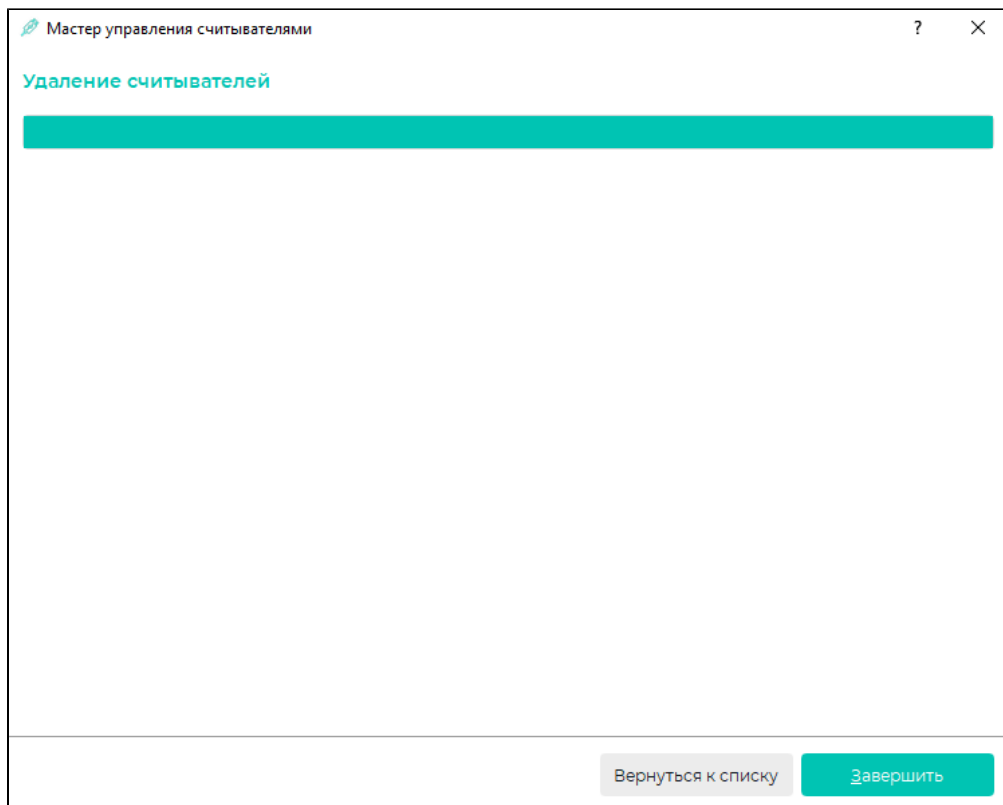 Мастер управления считывателями
?
Удаление считывателей
Вернуться к списку
Завершить